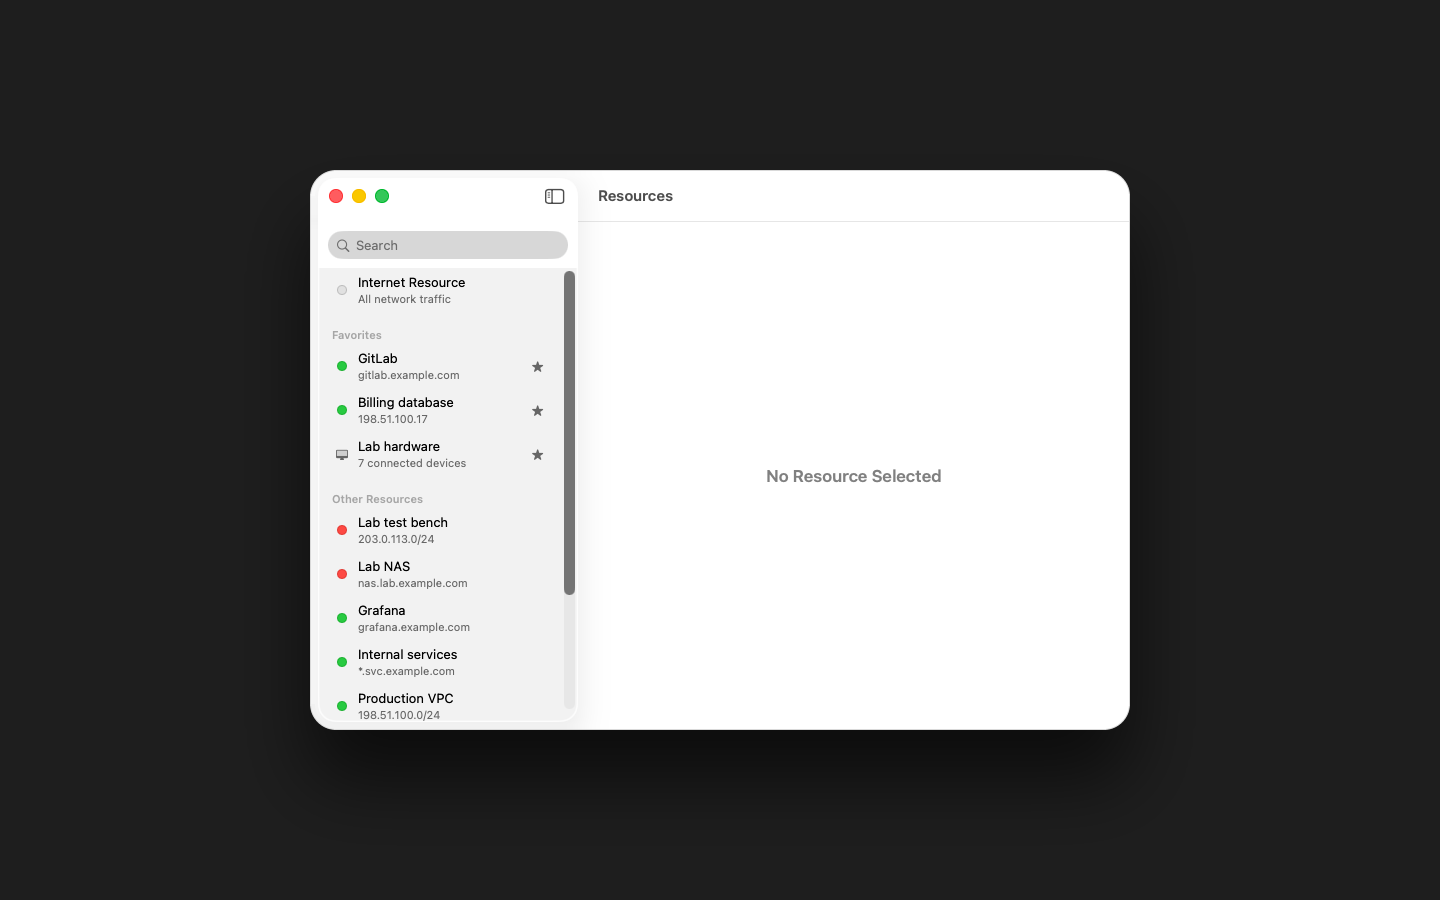 Resources
Search
Internet Resource
All network traffic
Favorites
GitLab
gitlab.example.com
Billing database
198.51.100.17
Lab hardware
7 connected devices
Other Resources
Lab test bench
203.0.113.0/24
Lab NAS
nas.lab.example.com
Grafana
grafana.example.com
Internal services
*.svc.example.com
Production VPC
198.51.100.0/24
No Resource Selected